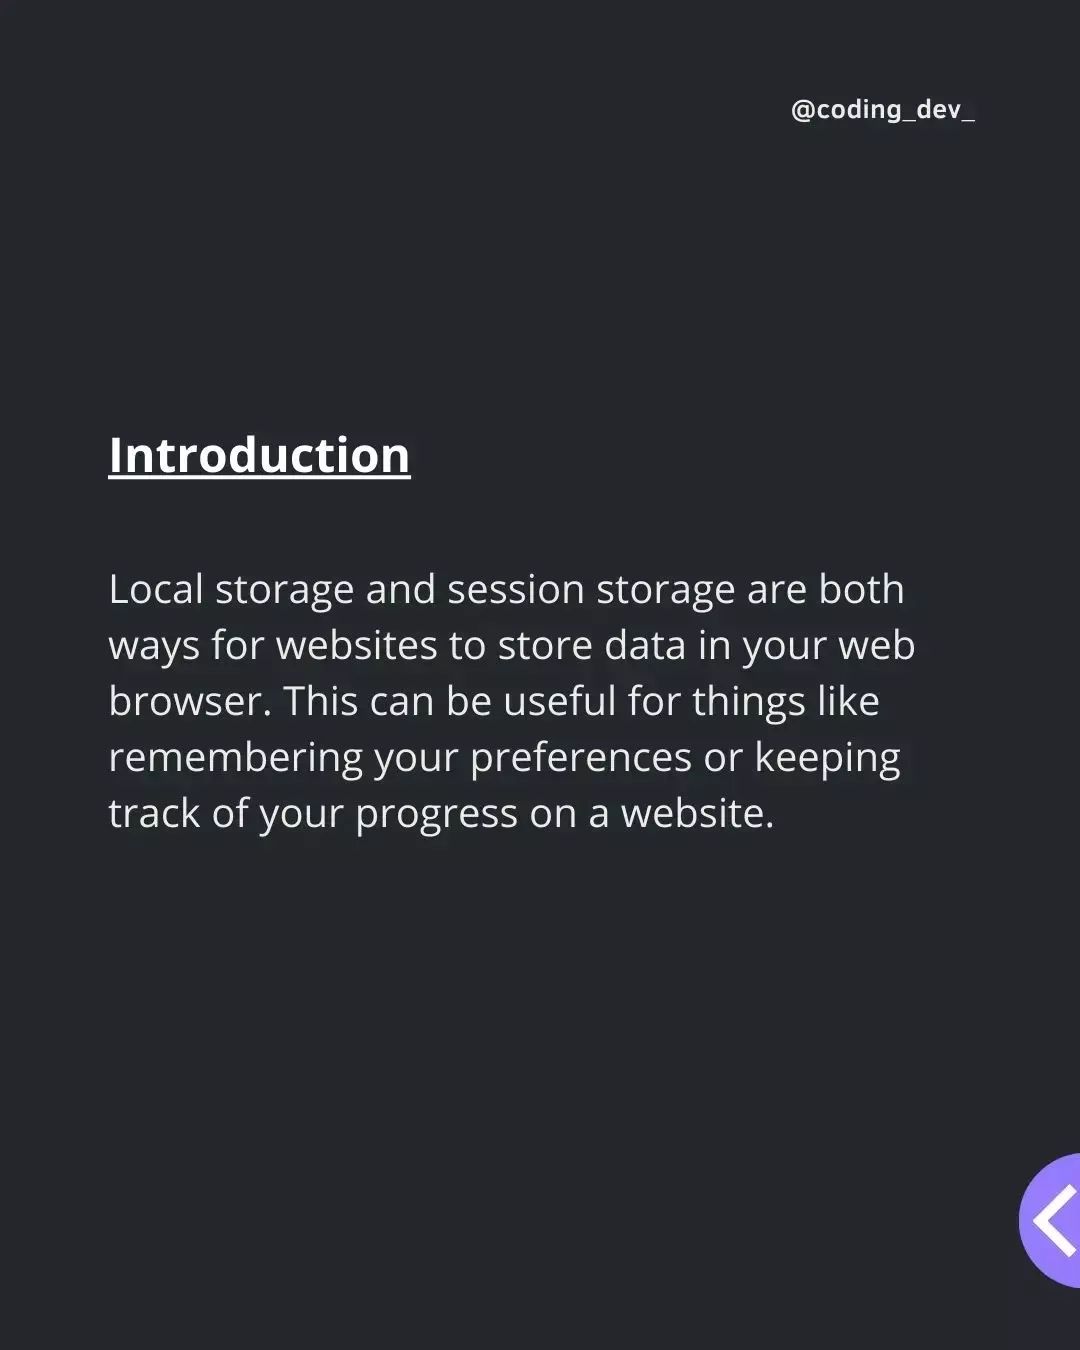 @coding_dev_
Introduction
Local storage and session storage are both
ways for websites to store data in your web
browser. This can be useful for things like
remembering your preferences or keeping
track of your progress on a website.